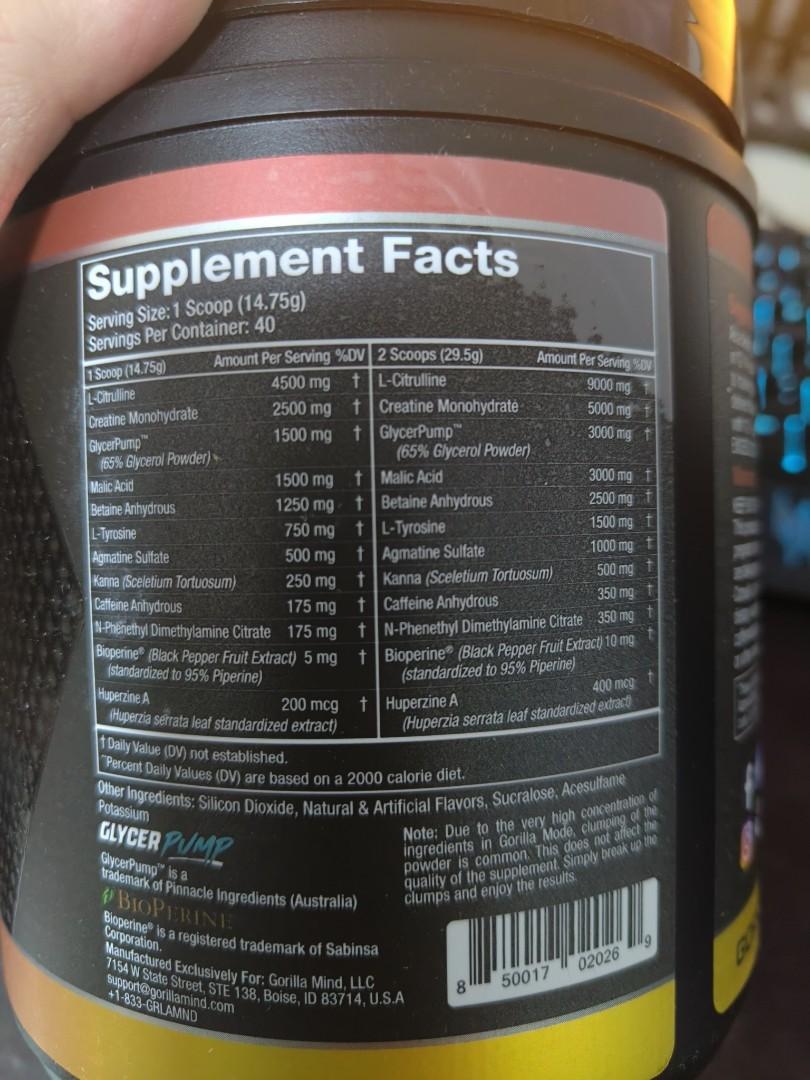 Supplement Facts
Serving Size: 1 Scoop (14.75g)
Servings Per Container: 40
1 Scoop (14.75g) Amount Per Serving %DV
L-Citrulline 4500 mg †
Creatine Monohydrate 2500 mg †
GlycerPump™ 1500 mg †
(65% Glycerol Powder)
Malic Acid 1500 mg †
Betaine Anhydrous 1250 mg †
L-Tyrosine 750 mg †
Agmatine Sulfate 500 mg †
Kanna (Sceletium Tortuosum) 250 mg †
Caffeine Anhydrous 175 mg †
N-Phenethyl Dimethylamine Citrate 175 mg †
Bioperine® (Black Pepper Fruit Extract) 5 mg †
(standardized to 95% Piperine)
Huperzine A 200 mcg †
(Huperzia serrata leaf standardized extract)
2 Scoops (29.5g) Amount Per Serving %DV
L-Citrulline 9000 mg †
Creatine Monohydrate 5000 mg †
GlycerPump™ 3000 mg †
(65% Glycerol Powder)
Malic Acid 3000 mg †
Betaine Anhydrous 2500 mg †
L-Tyrosine 1500 mg †
Agmatine Sulfate 1000 mg †
Kanna (Sceletium Tortuosum) 500 mg †
Caffeine Anhydrous 350 mg †
N-Phenethyl Dimethylamine Citrate 350 mg †
Bioperine® (Black Pepper Fruit Extract) 10 mg †
(standardized to 95% Piperine)
Huperzine A 400 mcg †
(Huperzia serrata leaf standardized extract)
† Daily Value (DV) not established.
**Percent Daily Values (DV) are based on a 2000 calorie diet.
Other Ingredients: Silicon Dioxide, Natural & Artificial Flavors, Sucralose, Acesulfame
Potassium
GLYCERPUMP
GlycerPump™ is a
trademark of Pinnacle Ingredients (Australia)
BIOPERINE
Bioperine® is a registered trademark of Sabinsa
Corporation.
Manufactured Exclusively For: Gorilla Mind, LLC
7154 W State Street, STE 138, Boise, ID 83714, U.S.A
support@gorillamind.com
+1-833-GRLAMND
Note: Due to the very high concentration of
ingredients in Gorilla Mode, clumping of the
powder is common. This does not affect the
quality of the supplement. Simply break up the
clumps and enjoy the results.
8 50017 02026 9